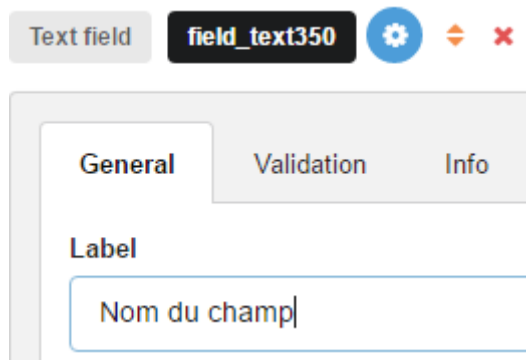 Text field field_text350
General Validation Info
Label
Nom du champ